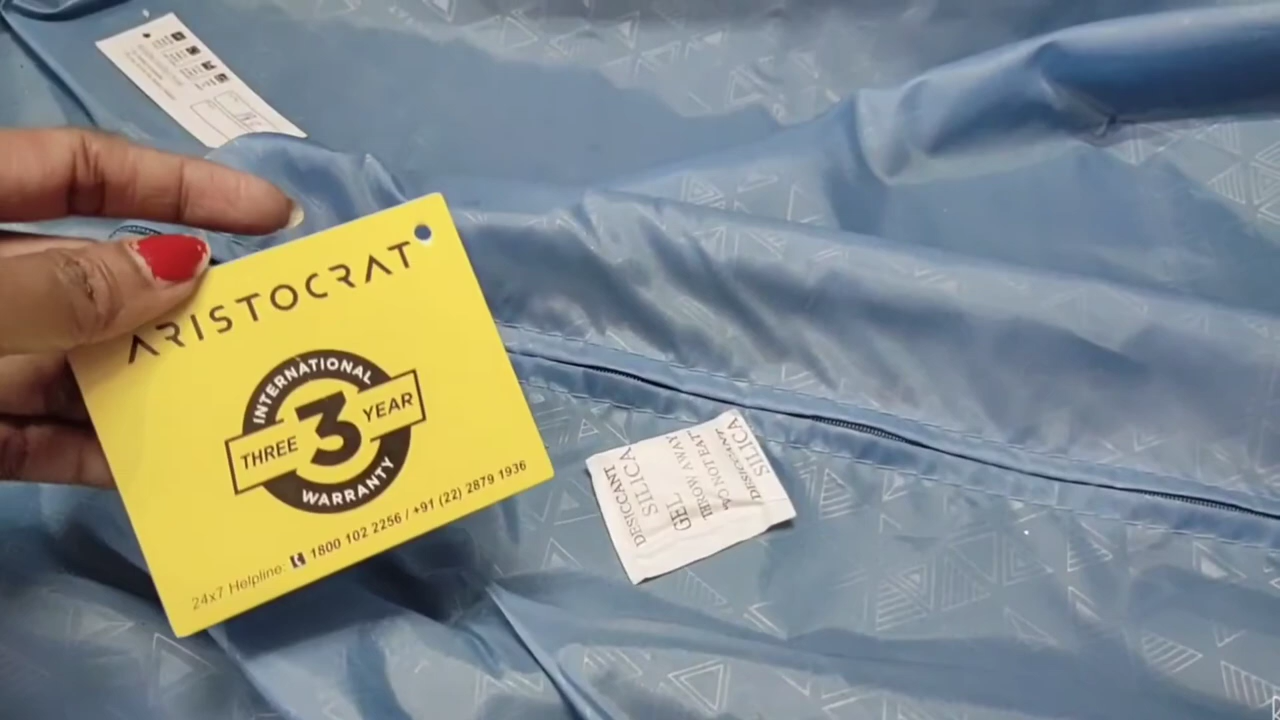 ARISTOCRAT
INTERNATIONAL
THREE 3 YEAR
WARRANTY
24x7 Helpline: 1800 102 2256 / +91 (22) 2879 1936
DESICCANT
SILICA
GEL
THROW AWAY
"DO NOT EAT"
DESICCANT
SILICA